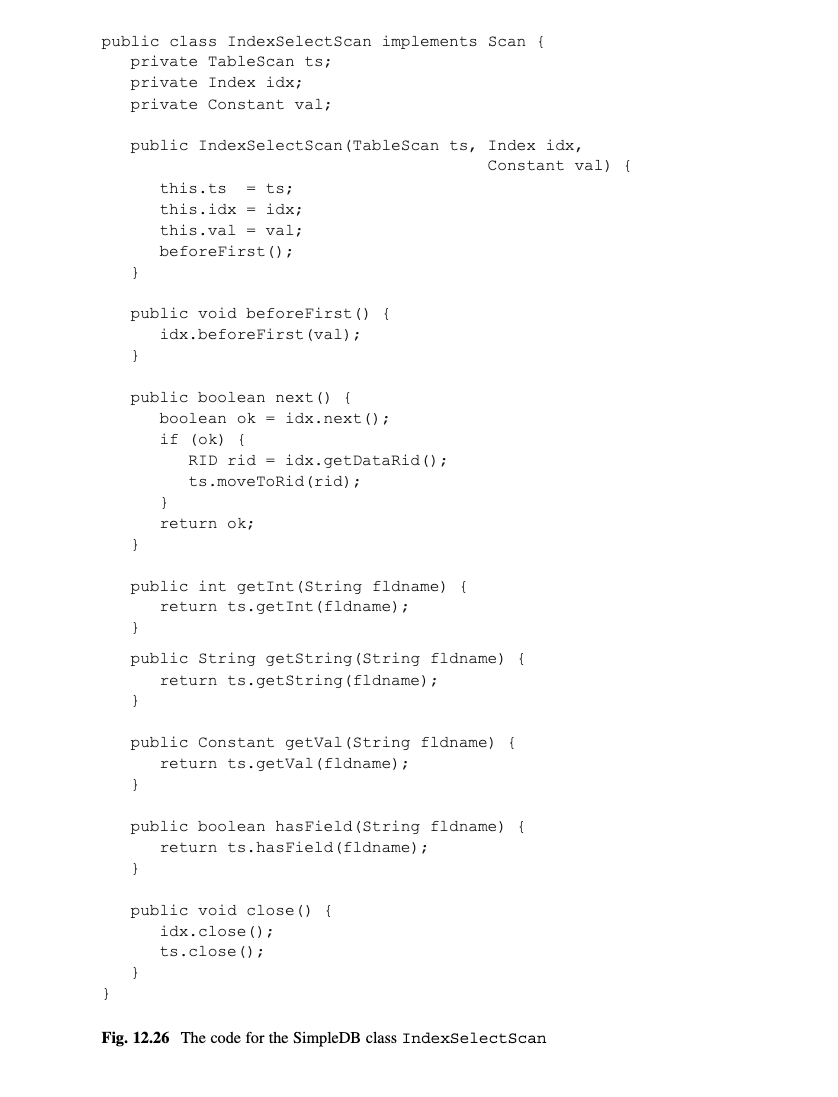 public class IndexSelectScan implements Scan {
   private TableScan ts;
   private Index idx;
   private Constant val;

   public IndexSelectScan(TableScan ts, Index idx,
                                        Constant val) {
      this.ts  = ts;
      this.idx = idx;
      this.val = val;
      beforeFirst();
   }

   public void beforeFirst() {
      idx.beforeFirst(val);
   }

   public boolean next() {
      boolean ok = idx.next();
      if (ok) {
         RID rid = idx.getDataRid();
         ts.moveToRid(rid);
      }
      return ok;
   }

   public int getInt(String fldname) {
      return ts.getInt(fldname);
   }
   public String getString(String fldname) {
      return ts.getString(fldname);
   }

   public Constant getVal(String fldname) {
      return ts.getVal(fldname);
   }

   public boolean hasField(String fldname) {
      return ts.hasField(fldname);
   }

   public void close() {
      idx.close();
      ts.close();
   }
}
Fig. 12.26 The code for the SimpleDB class IndexSelectScan